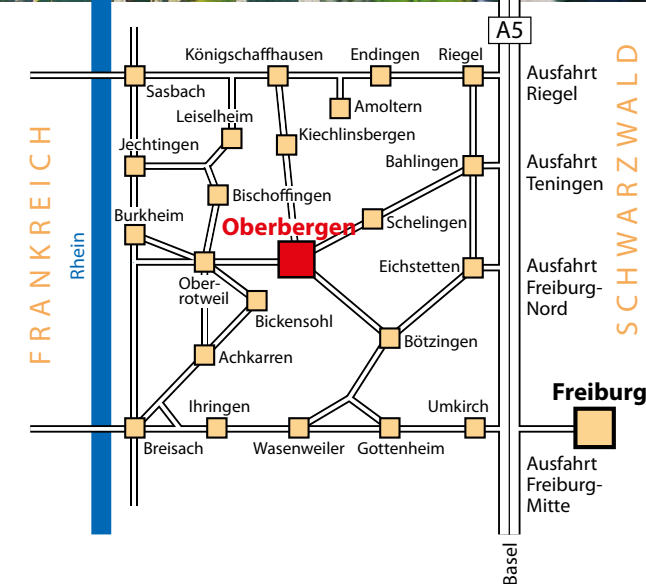 A5
Königschaffhausen
Endingen
Riegel
Sasbach
Ausfahrt
Riegel
Amoltern
Leiselheim
Kiechlinsbergen
Jechtingen
Bahlingen
Ausfahrt
Teningen
Bischoffingen
Burkheim
Schelingen
Oberbergen
FRANKREICH
Rhein
SCHWARZWALD
Eichstetten
Ausfahrt
Freiburg-
Nord
Ober-
rotweil
Bickensohl
Bötzingen
Achkarren
Freiburg
Ihringen
Umkirch
Breisach
Wasenweiler
Gottenheim
Ausfahrt
Freiburg-
Mitte
Basel